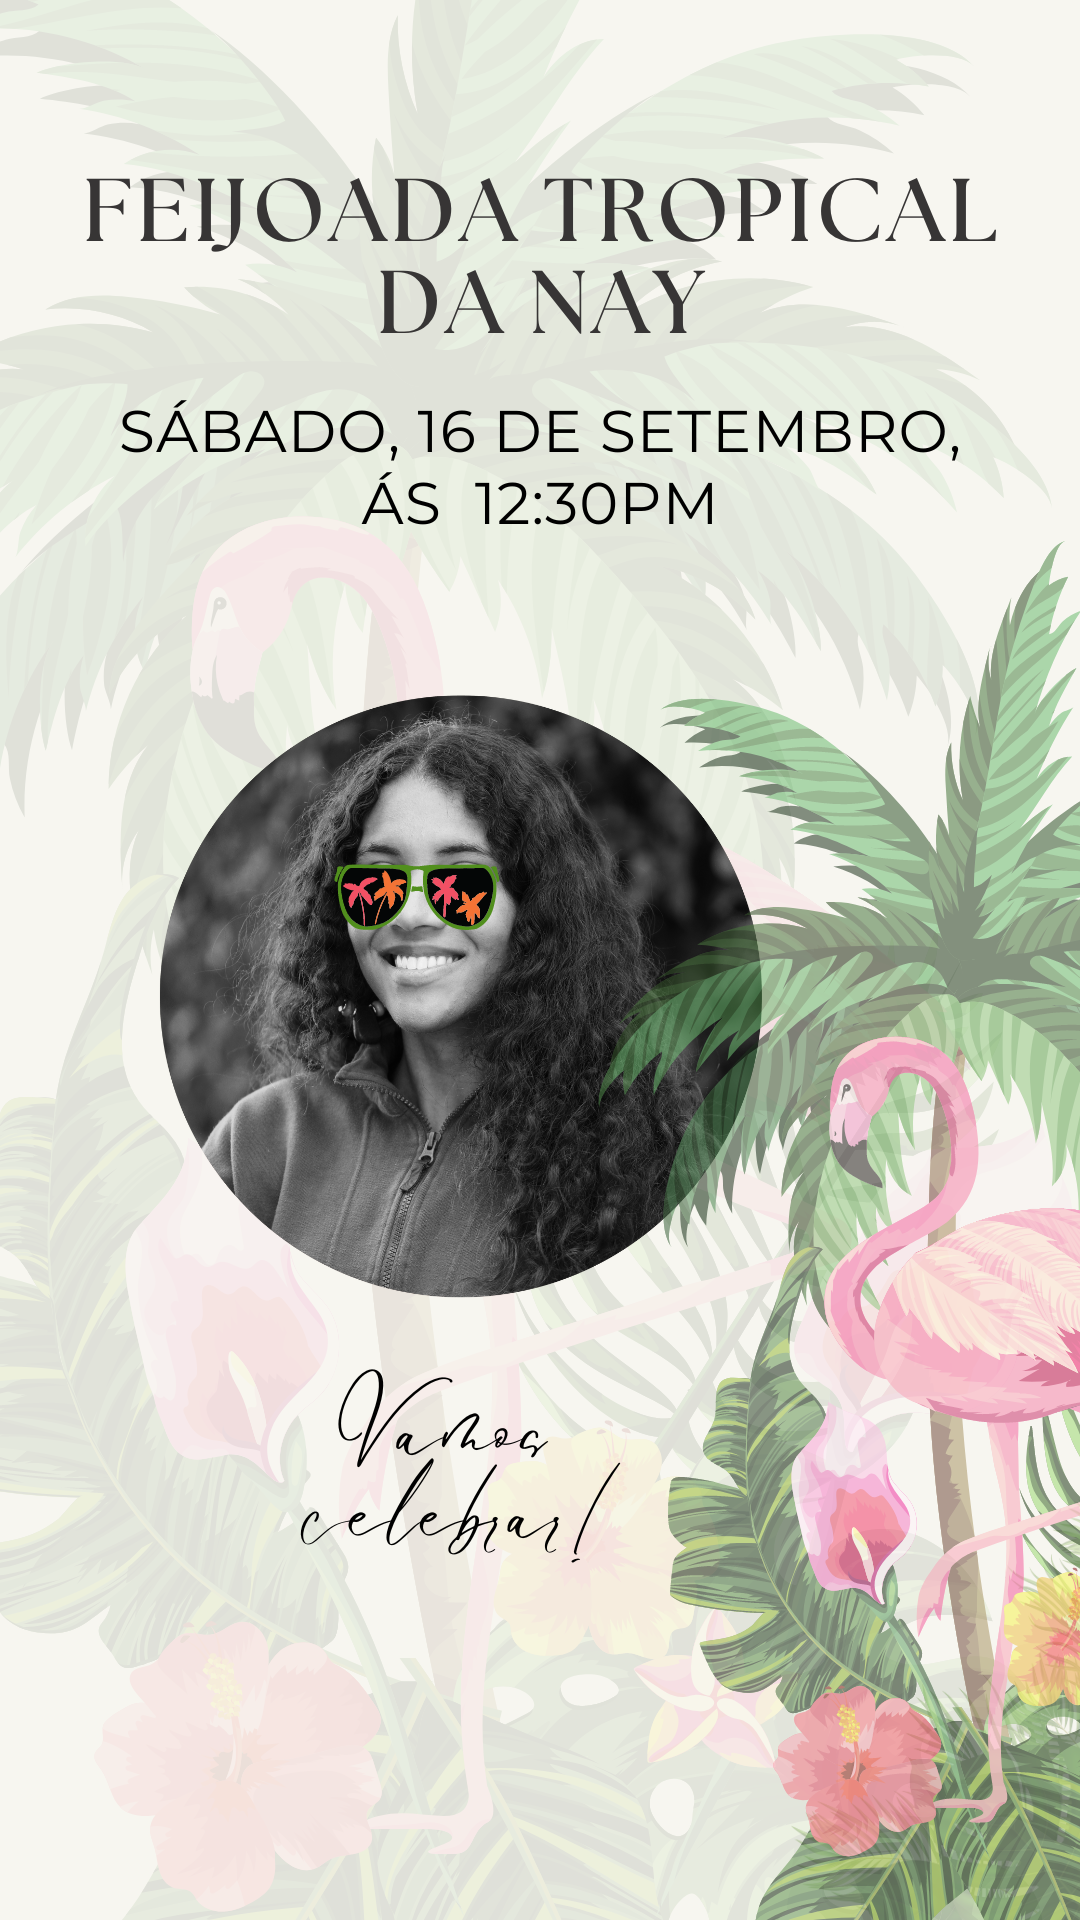 FEIJOADA TROPICAL
DA NAY
SÁBADO, 16 DE SETEMBRO,
ÁS 12:30PM
Vamos
celebrar!